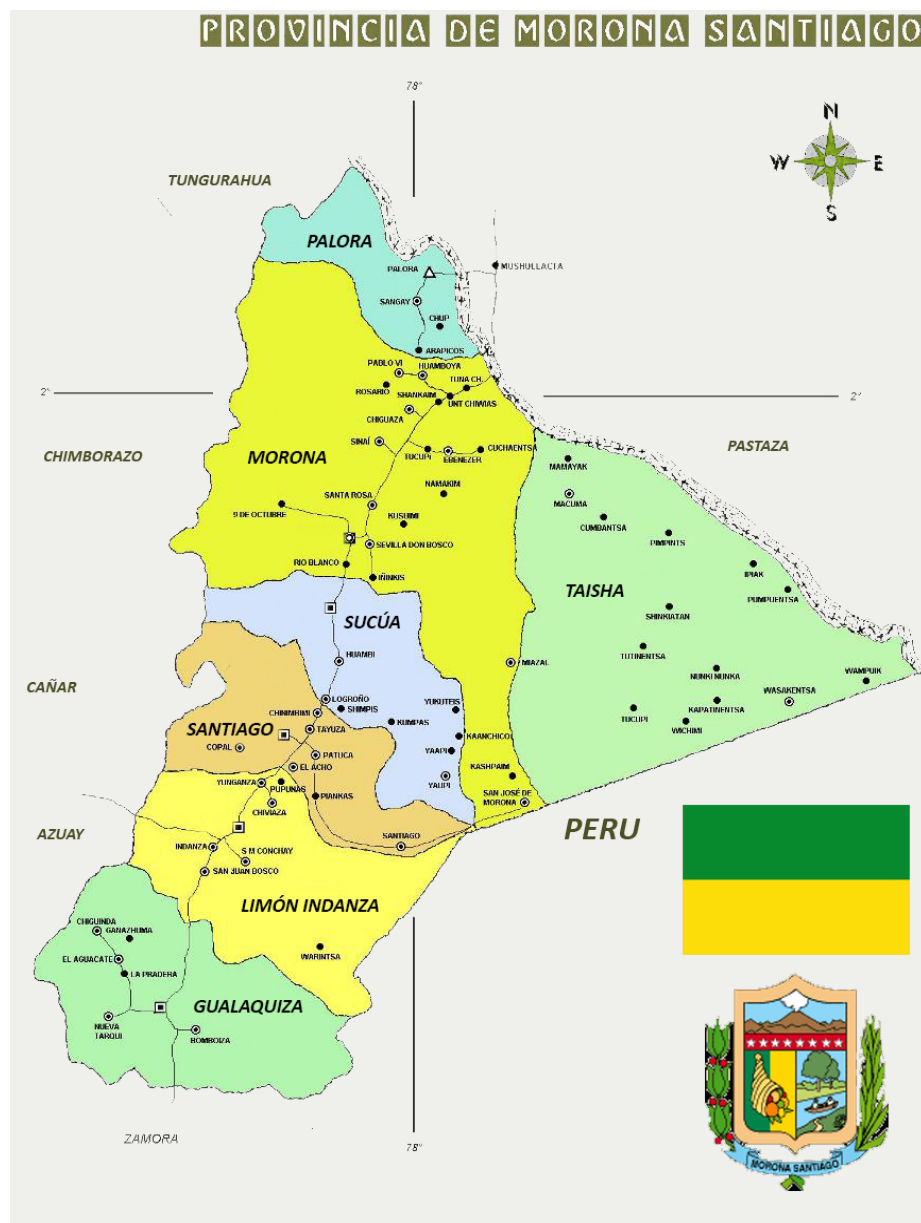 PROVINCIA DE MORONA SANTIAGO
78°
N
W E
S
TUNGURAHUA
PALORA
PALORA
MUSHULLACTA
SANGAY
CHUP
ARAPICOS
PABLO VI
HUAMBOYA
TUNA CH.
ROSARIO
SHANKAIM
UNT CHIWIAS
2°
2°
CHIGUAZA
SINAÍ
TUCUPI
EBENEZER
CUCHAENTSA
CHIMBORAZO
MORONA
PASTAZA
MAMAYAK
NAMAKIM
MACUMA
SANTA ROSA
9 DE OCTUBRE
KUSUIMI
CUMBANTSA
PIMPINTS
SEVILLA DON BOSCO
RIO BLANCO
IÑINKIS
IPIAK
TAISHA
PUMPUENTSA
SUCÚA
SHINKIATAN
HUAMBI
TUTINENTSA
MIAZAL
NUNKI NUNKA
WAMPUIK
CAÑAR
LOGROÑO
SHIMPIS
YUKUTEIS
WASAKENTSA
CHINIMBIMI
KUMPAS
TUCUPI
KAPATINENTSA
WICHIMI
SANTIAGO
TAYUZA
KAANCHICO
COPAL
PATUCA
YAAPI
EL ACHO
KASHPAIM
YAUPI
YUNGANZA
PUPUNAS
PIANKAS
SAN JOSÉ DE
MORONA
CHIVIAZA
PERU
AZUAY
INDANZA
SANTIAGO
S M CONCHAY
SAN JUAN BOSCO
LIMÓN INDANZA
CHIGUINDA
GANAZHUMA
WARINTSA
EL AGUACATE
LA PRADERA
GUALAQUIZA
NUEVA
TARQUI
BOMBOIZA
ZAMORA
78°
MORONA SANTIAGO